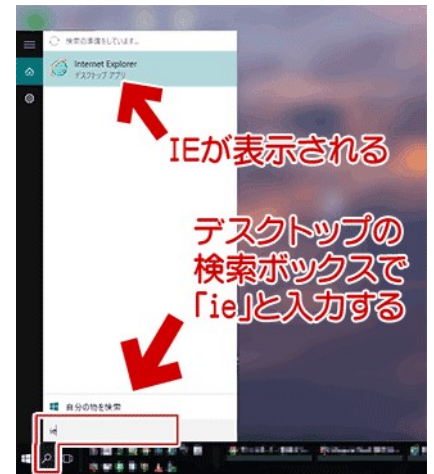 検索の準備をしています...
Internet Explorer
デスクトップ アプリ
IEが表示される
デスクトップの
検索ボックスで
「ie」と入力する
自分の物を検索
ie